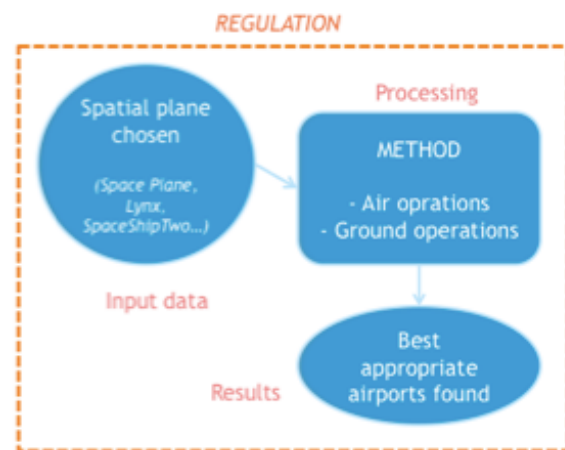 REGULATION
Spatial plane
chosen
(Space Plane,
Lynx,
SpaceShipTwo...)
Input data
Processing
METHOD
- Air oprations
- Ground operations
Best
appropriate
airports found
Results